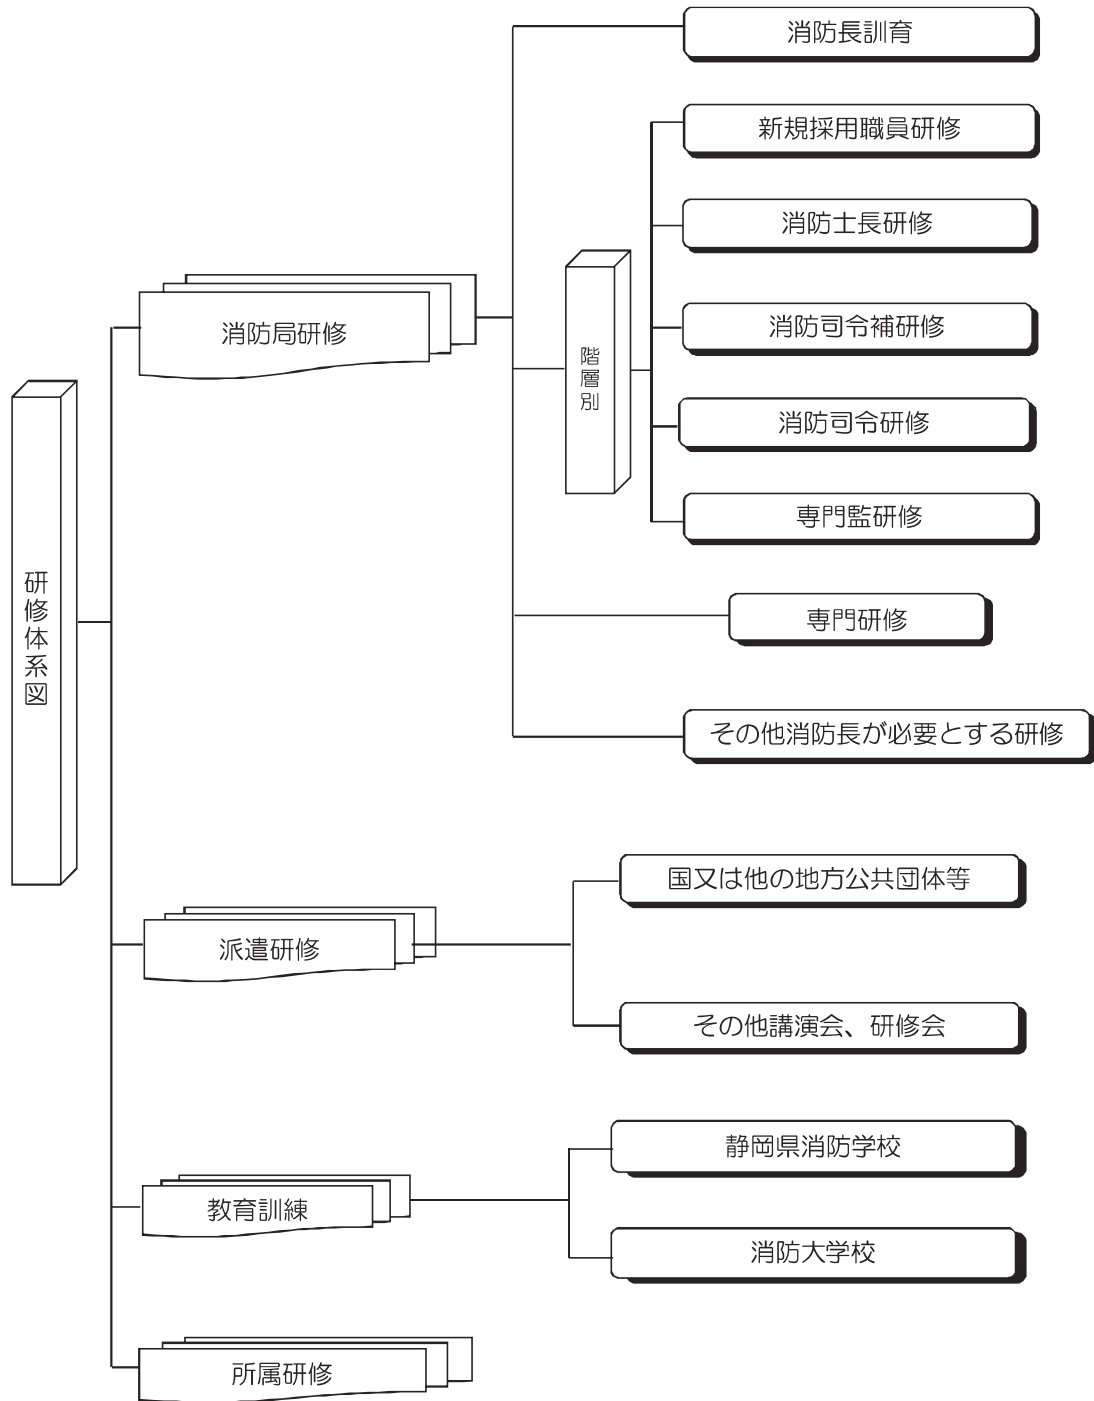 研修体系図
消防局研修
消防長訓育
階層別
新規採用職員研修
消防士長研修
消防司令補研修
消防司令研修
専門監研修
専門研修
その他消防長が必要とする研修
派遣研修
国又は他の地方公共団体等
その他講演会、研修会
教育訓練
静岡県消防学校
消防大学校
所属研修